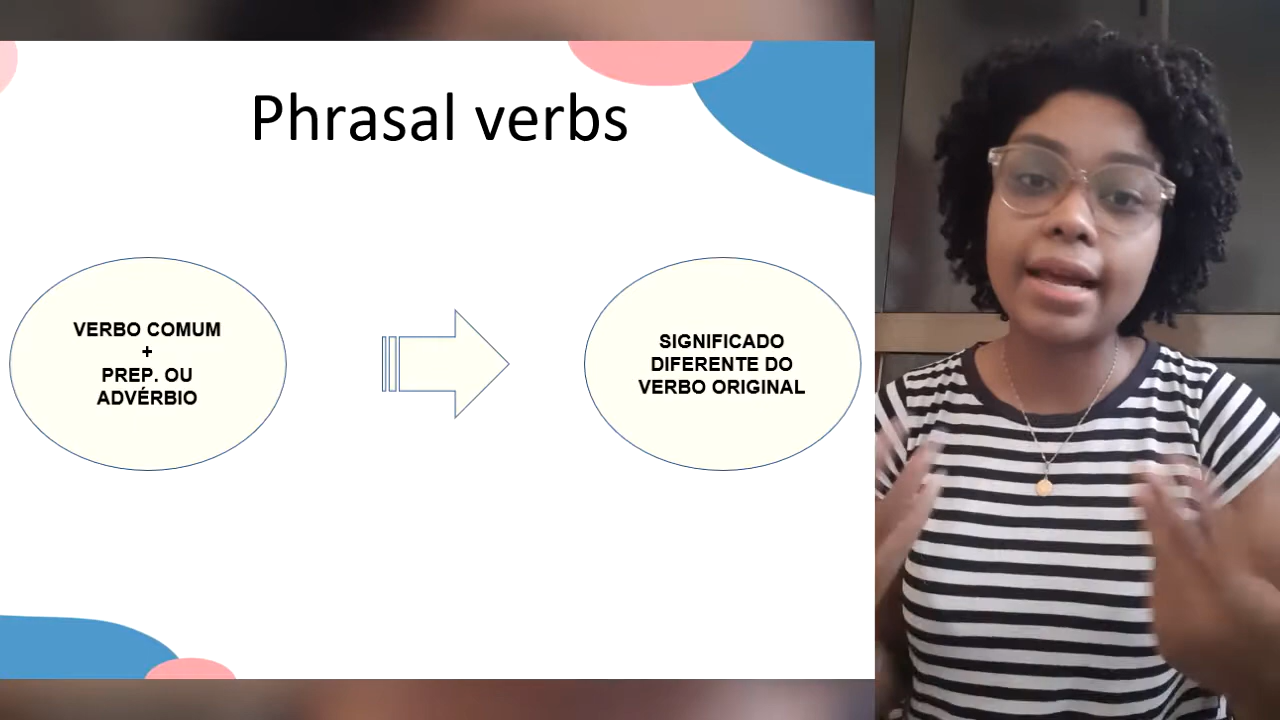 Phrasal verbs
VERBO COMUM
+
PREP. OU
ADVÉRBIO
SIGNIFICADO
DIFERENTE DO
VERBO ORIGINAL